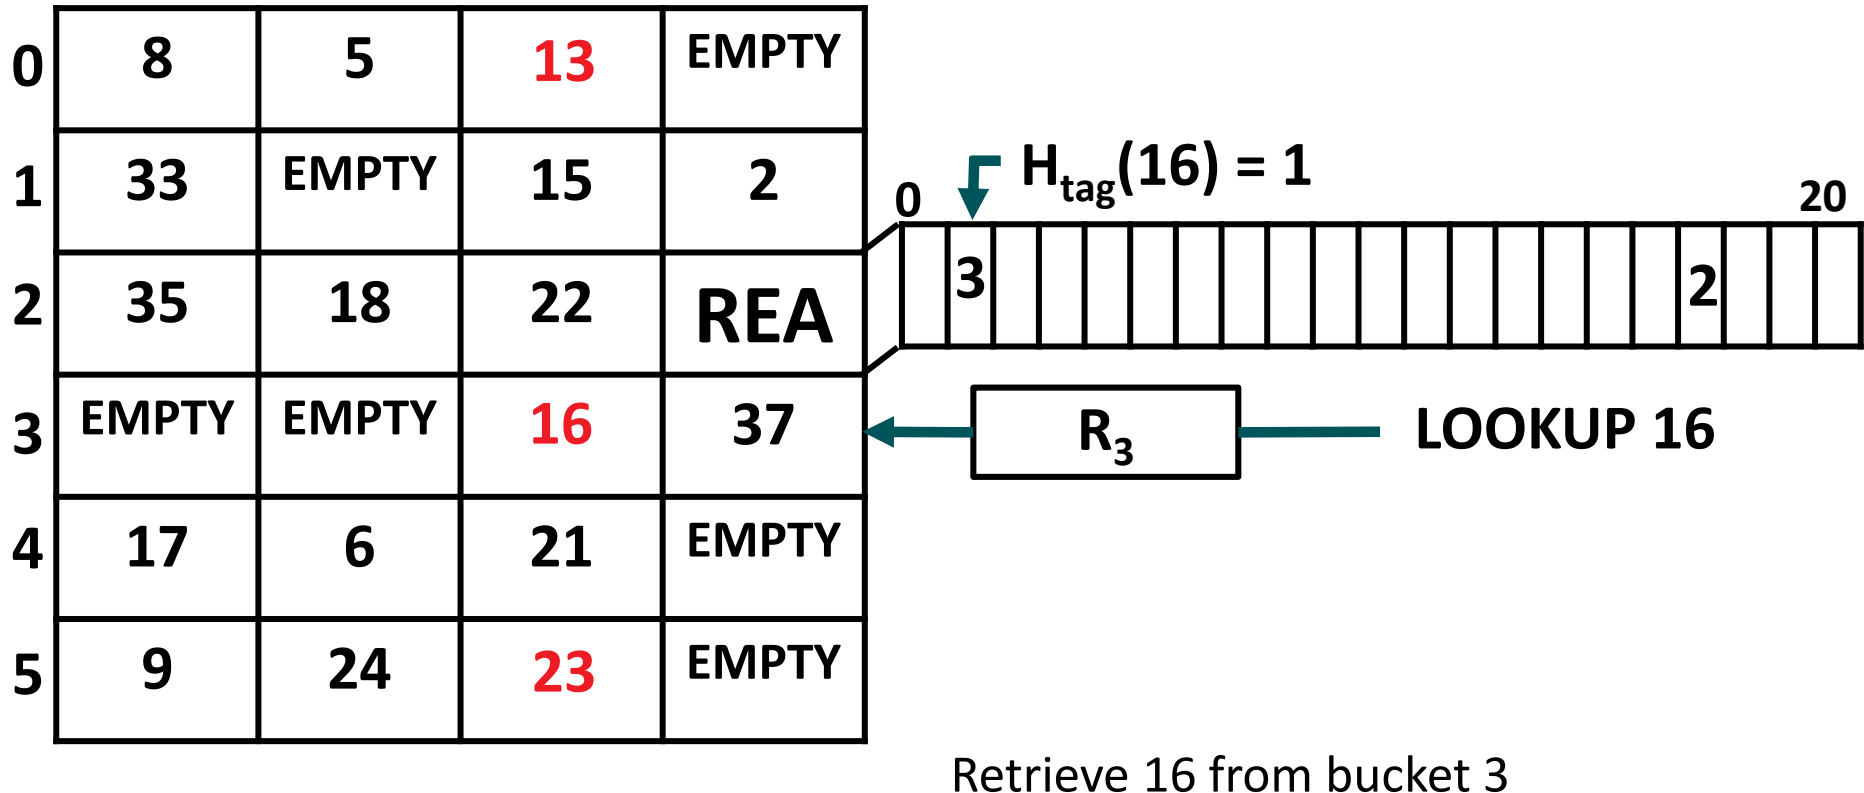 0 8 5 13 EMPTY
1 33 EMPTY 15 2
2 35 18 22 REA
3 EMPTY EMPTY 16 37
4 17 6 21 EMPTY
5 9 24 23 EMPTY
Htag(16) = 1
0 20
3 2
R3 LOOKUP 16
Retrieve 16 from bucket 3